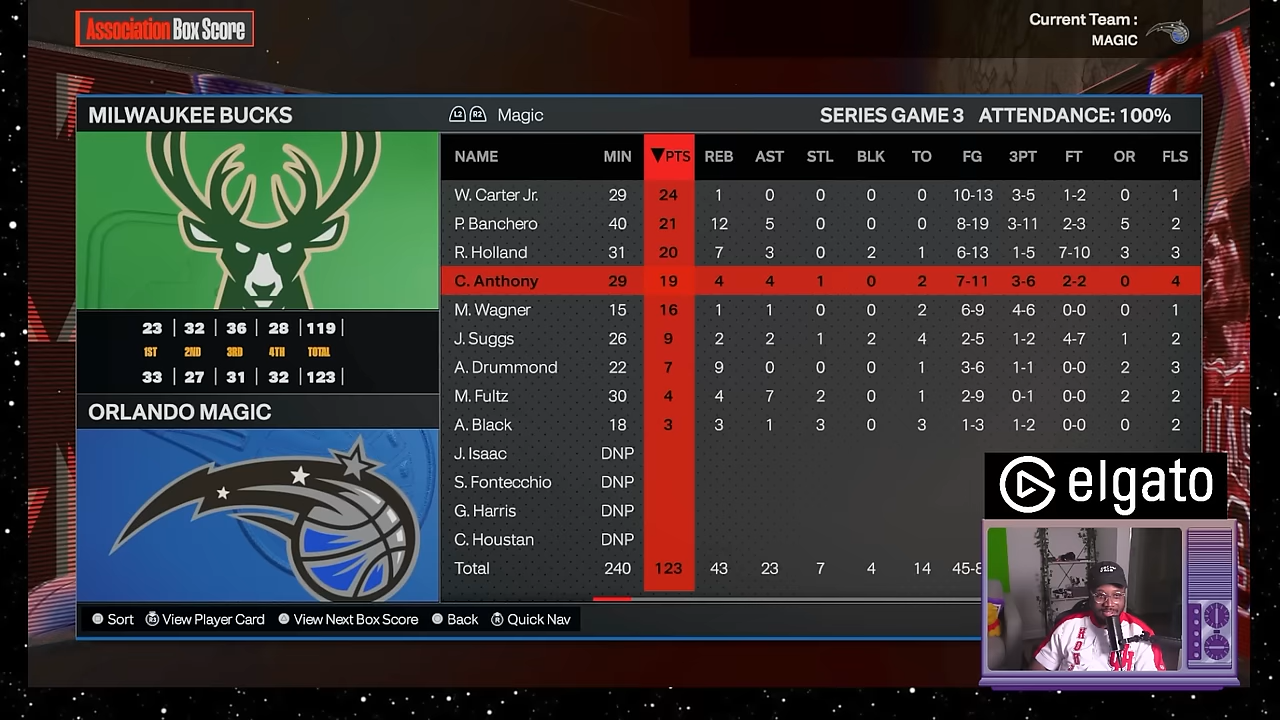 Association Box Score
Current Team :
MAGIC
MILWAUKEE BUCKS
L2 R2 Magic
SERIES GAME 3 ATTENDANCE: 100%
NAME MIN ▼PTS REB AST STL BLK TO FG 3PT FT OR FLS
W. Carter Jr. 29 24 1 0 0 0 0 10-13 3-5 1-2 0 1
P. Banchero 40 21 12 5 0 0 0 8-19 3-11 2-3 5 2
R. Holland 31 20 7 3 0 2 1 6-13 1-5 7-10 3 3
C. Anthony 29 19 4 4 1 0 2 7-11 3-6 2-2 0 4
M. Wagner 15 16 1 1 0 0 2 6-9 4-6 0-0 0 1
J. Suggs 26 9 2 2 1 2 4 2-5 1-2 4-7 1 2
A. Drummond 22 7 9 0 0 0 1 3-6 1-1 0-0 2 3
M. Fultz 30 4 4 7 2 0 1 2-9 0-1 0-0 2 2
A. Black 18 3 3 1 3 0 3 1-3 1-2 0-0 0 2
J. Isaac DNP
S. Fontecchio DNP
G. Harris DNP
C. Houstan DNP
Total 240 123 43 23 7 4 14 45-8
23 | 32 | 36 | 28 | 119 |
1ST 2ND 3RD 4TH TOTAL
33 | 27 | 31 | 32 | 123 |
ORLANDO MAGIC
Sort View Player Card View Next Box Score Back Quick Nav
elgato